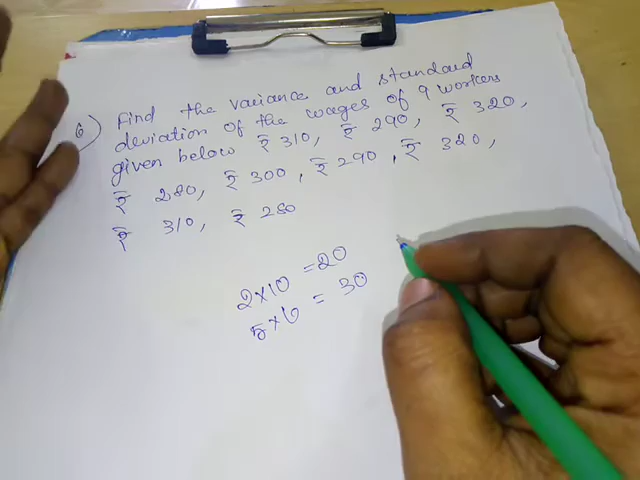 6) Find the variance and standard
deviation of the wages of 9 workers
given below ₹ 310, ₹ 290, ₹ 320,
₹ 280, ₹ 300, ₹ 290, ₹ 320,
₹ 310, ₹ 280
2×10 = 20
5×6 = 30